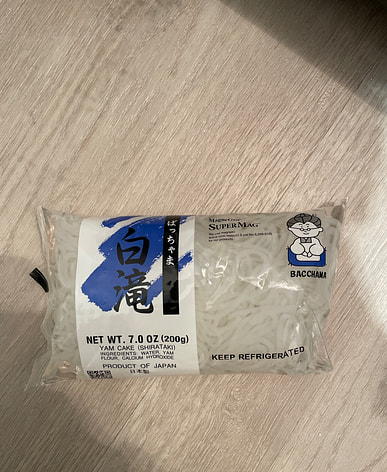 ばっちゃま
白滝
NET WT. 7.0 OZ (200g)
YAM CAKE (SHIRATAKI)
INGREDIENTS: WATER, YAM
FLOUR, CALCIUM HYDROXIDE
PRODUCT OF JAPAN
日本製
SUPERMAG
BACCHAMA
KEEP REFRIGERATED